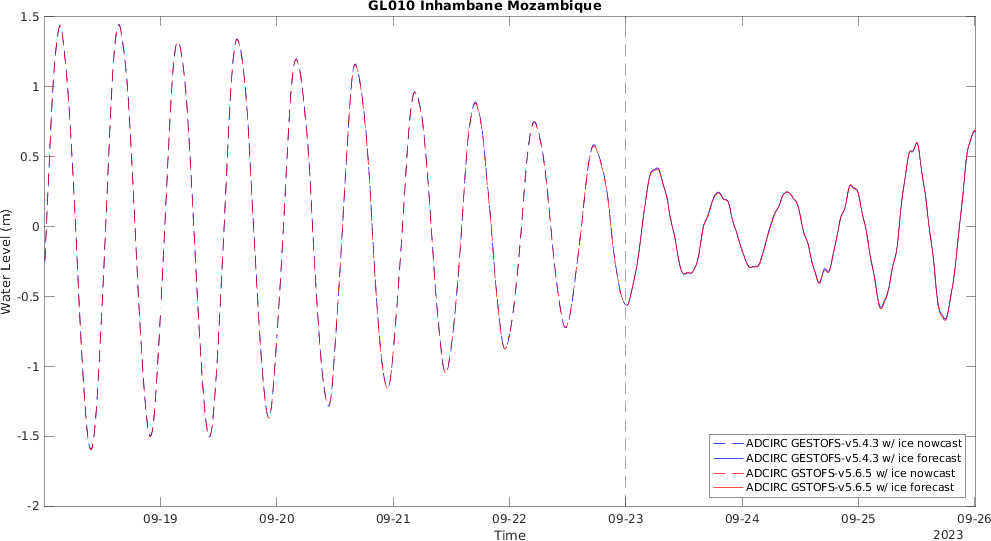 GL010 Inhambane Mozambique
1.5
1
0.5
0
-0.5
-1
-1.5
-2
Water Level (m)
ADCIRC GESTOFS-v5.4.3 w/ ice nowcast
ADCIRC GESTOFS-v5.4.3 w/ ice forecast
ADCIRC GSTOFS-v5.6.5 w/ ice nowcast
ADCIRC GSTOFS-v5.6.5 w/ ice forecast
09-19 09-20 09-21 09-22 09-23 09-24 09-25 09-26
Time
2023